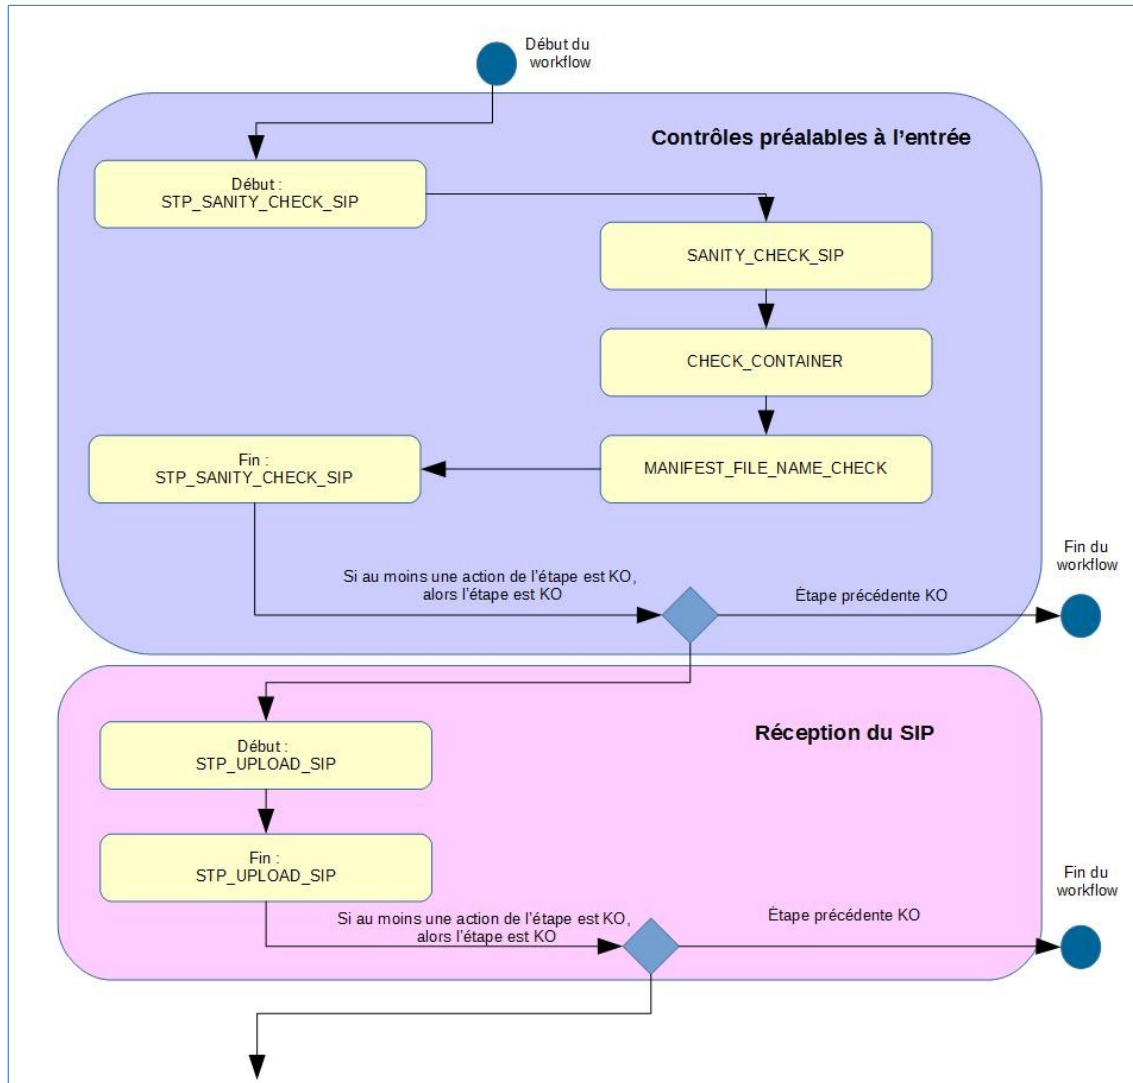 Début du
workflow
Contrôles préalables à l’entrée
Début :
STP_SANITY_CHECK_SIP
SANITY_CHECK_SIP
CHECK_CONTAINER
Fin :
STP_SANITY_CHECK_SIP
MANIFEST_FILE_NAME_CHECK
Fin du
workflow
Si au moins une action de l’étape est KO,
alors l’étape est KO
Étape précédente KO
Réception du SIP
Début :
STP_UPLOAD_SIP
Fin :
STP_UPLOAD_SIP
Fin du
workflow
Si au moins une action de l’étape est KO,
alors l’étape est KO
Étape précédente KO